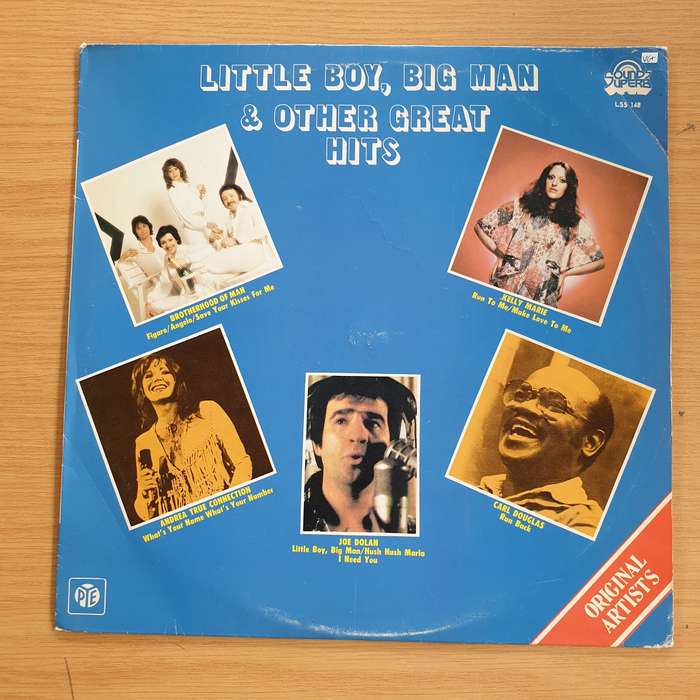 LITTLE BOY, BIG MAN
& OTHER GREAT
HITS
VG+
SOUNDS
SUPERB
LSS 148
BROTHERHOOD OF MAN
Figaro/Angelo/Save Your Kisses For Me
KELLY MARIE
Run To Me/Make Love To Me
ANDREA TRUE CONNECTION
What's Your Name What's Your Number
JOE DOLAN
Little Boy, Big Man/Hush Hush Maria
I Need You
CARL DOUGLAS
Run Back
PYE
ORIGINAL
ARTISTS